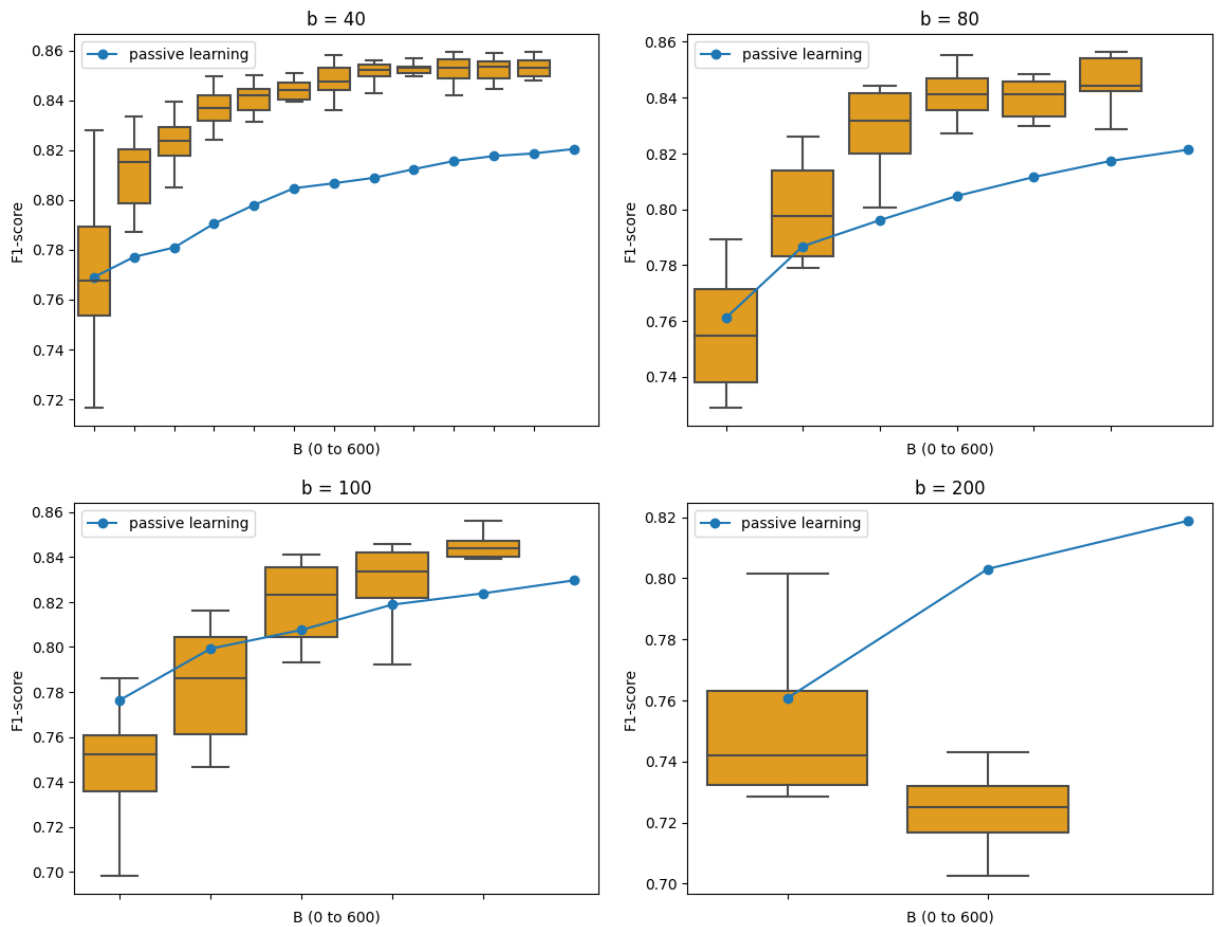 b = 40
passive learning
0.86
0.84
0.82
0.80
0.78
0.76
0.74
0.72
F1-score
B (0 to 600)
b = 80
passive learning
0.86
0.84
0.82
0.80
0.78
0.76
0.74
F1-score
B (0 to 600)
b = 100
passive learning
0.86
0.84
0.82
0.80
0.78
0.76
0.74
0.72
0.70
F1-score
B (0 to 600)
b = 200
passive learning
0.82
0.80
0.78
0.76
0.74
0.72
0.70
F1-score
B (0 to 600)